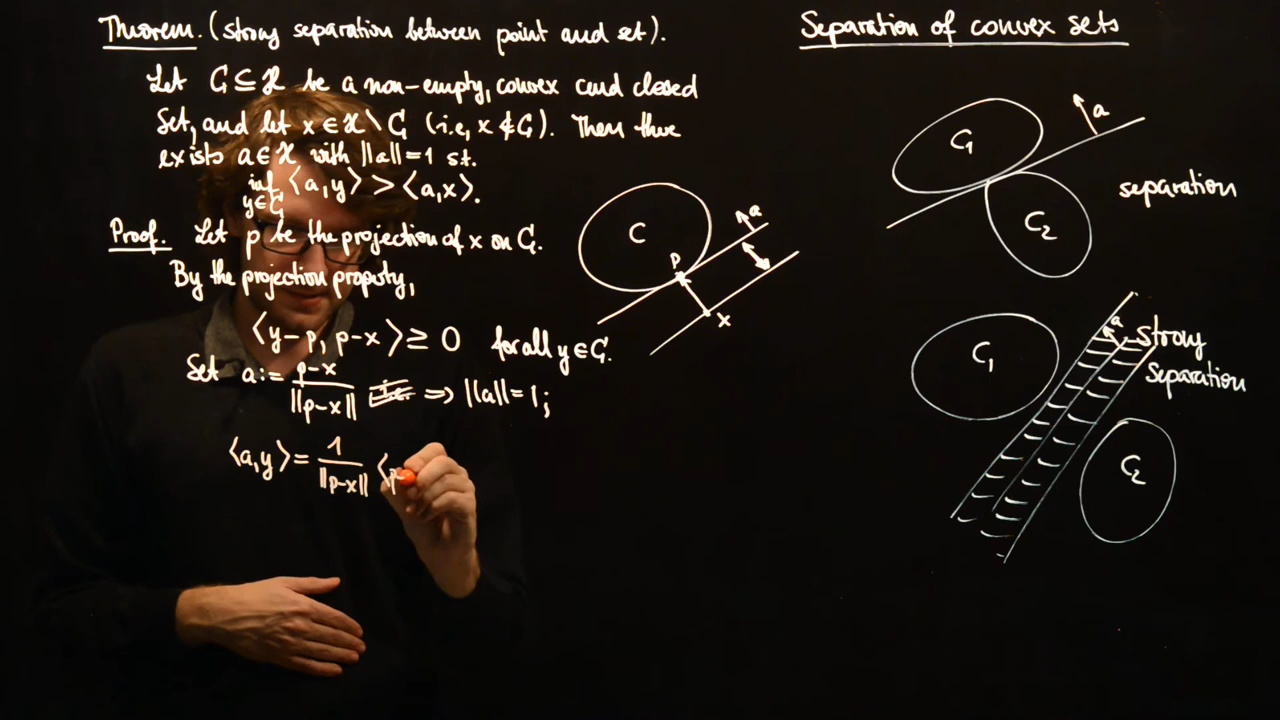 Theorem. (strong separation between point and set).
Let C ⊆ H be a non-empty, convex and closed
set, and let x ∈ H \ C (i.e, x ∉ C). Then there
exists a ∈ H with ||a|| = 1 st.
inf ⟨a, y⟩ > ⟨a, x⟩.
y∈C
Proof. Let p be the projection of x on C.
By the projection property,
⟨y-p, p-x⟩ ≥ 0 for all y ∈ C.
Set a := p-x / ||p-x|| ⇒ ||a|| = 1;
⟨a, y⟩ = 1 / ||p-x|| ⟨p-
C
a
p
x
Separation of convex sets
C₁
a
separation
C₂
C₁
a
strong
separation
C₂